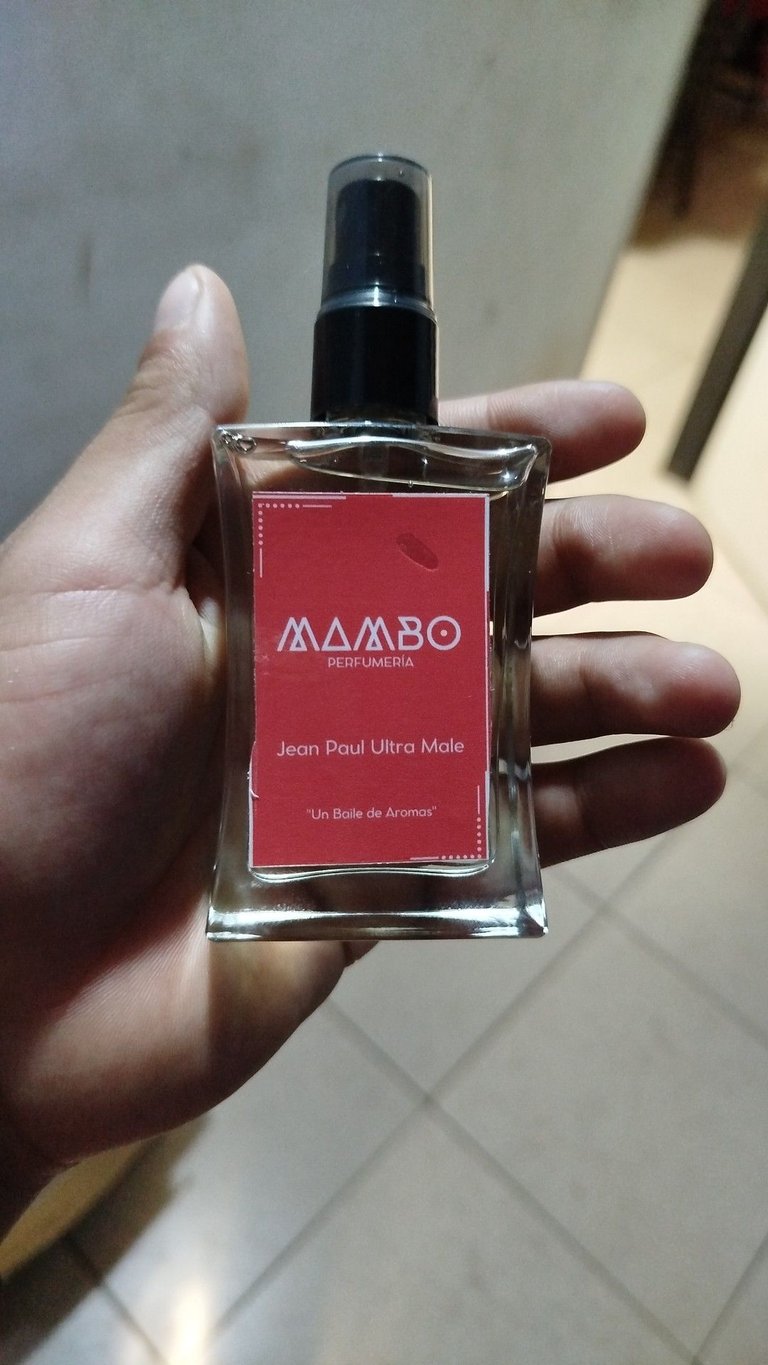 MAMBO
PERFUMERÍA
Jean Paul Ultra Male
"Un Baile de Aromas"